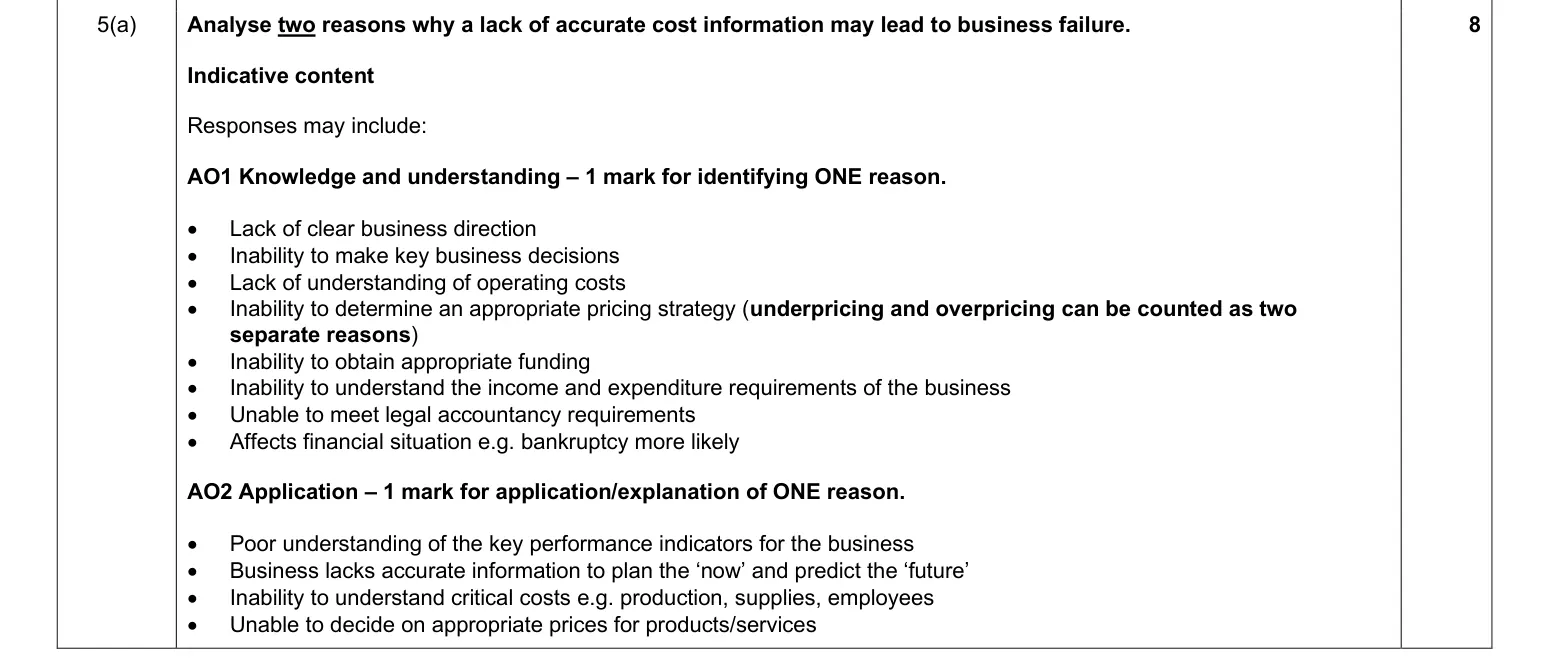 5(a) Analyse two reasons why a lack of accurate cost information may lead to business failure. 8
Indicative content
Responses may include:
AO1 Knowledge and understanding – 1 mark for identifying ONE reason.
• Lack of clear business direction
• Inability to make key business decisions
• Lack of understanding of operating costs
• Inability to determine an appropriate pricing strategy (underpricing and overpricing can be counted as two
separate reasons)
• Inability to obtain appropriate funding
• Inability to understand the income and expenditure requirements of the business
• Unable to meet legal accountancy requirements
• Affects financial situation e.g. bankruptcy more likely
AO2 Application – 1 mark for application/explanation of ONE reason.
• Poor understanding of the key performance indicators for the business
• Business lacks accurate information to plan the ‘now’ and predict the ‘future’
• Inability to understand critical costs e.g. production, supplies, employees
• Unable to decide on appropriate prices for products/services